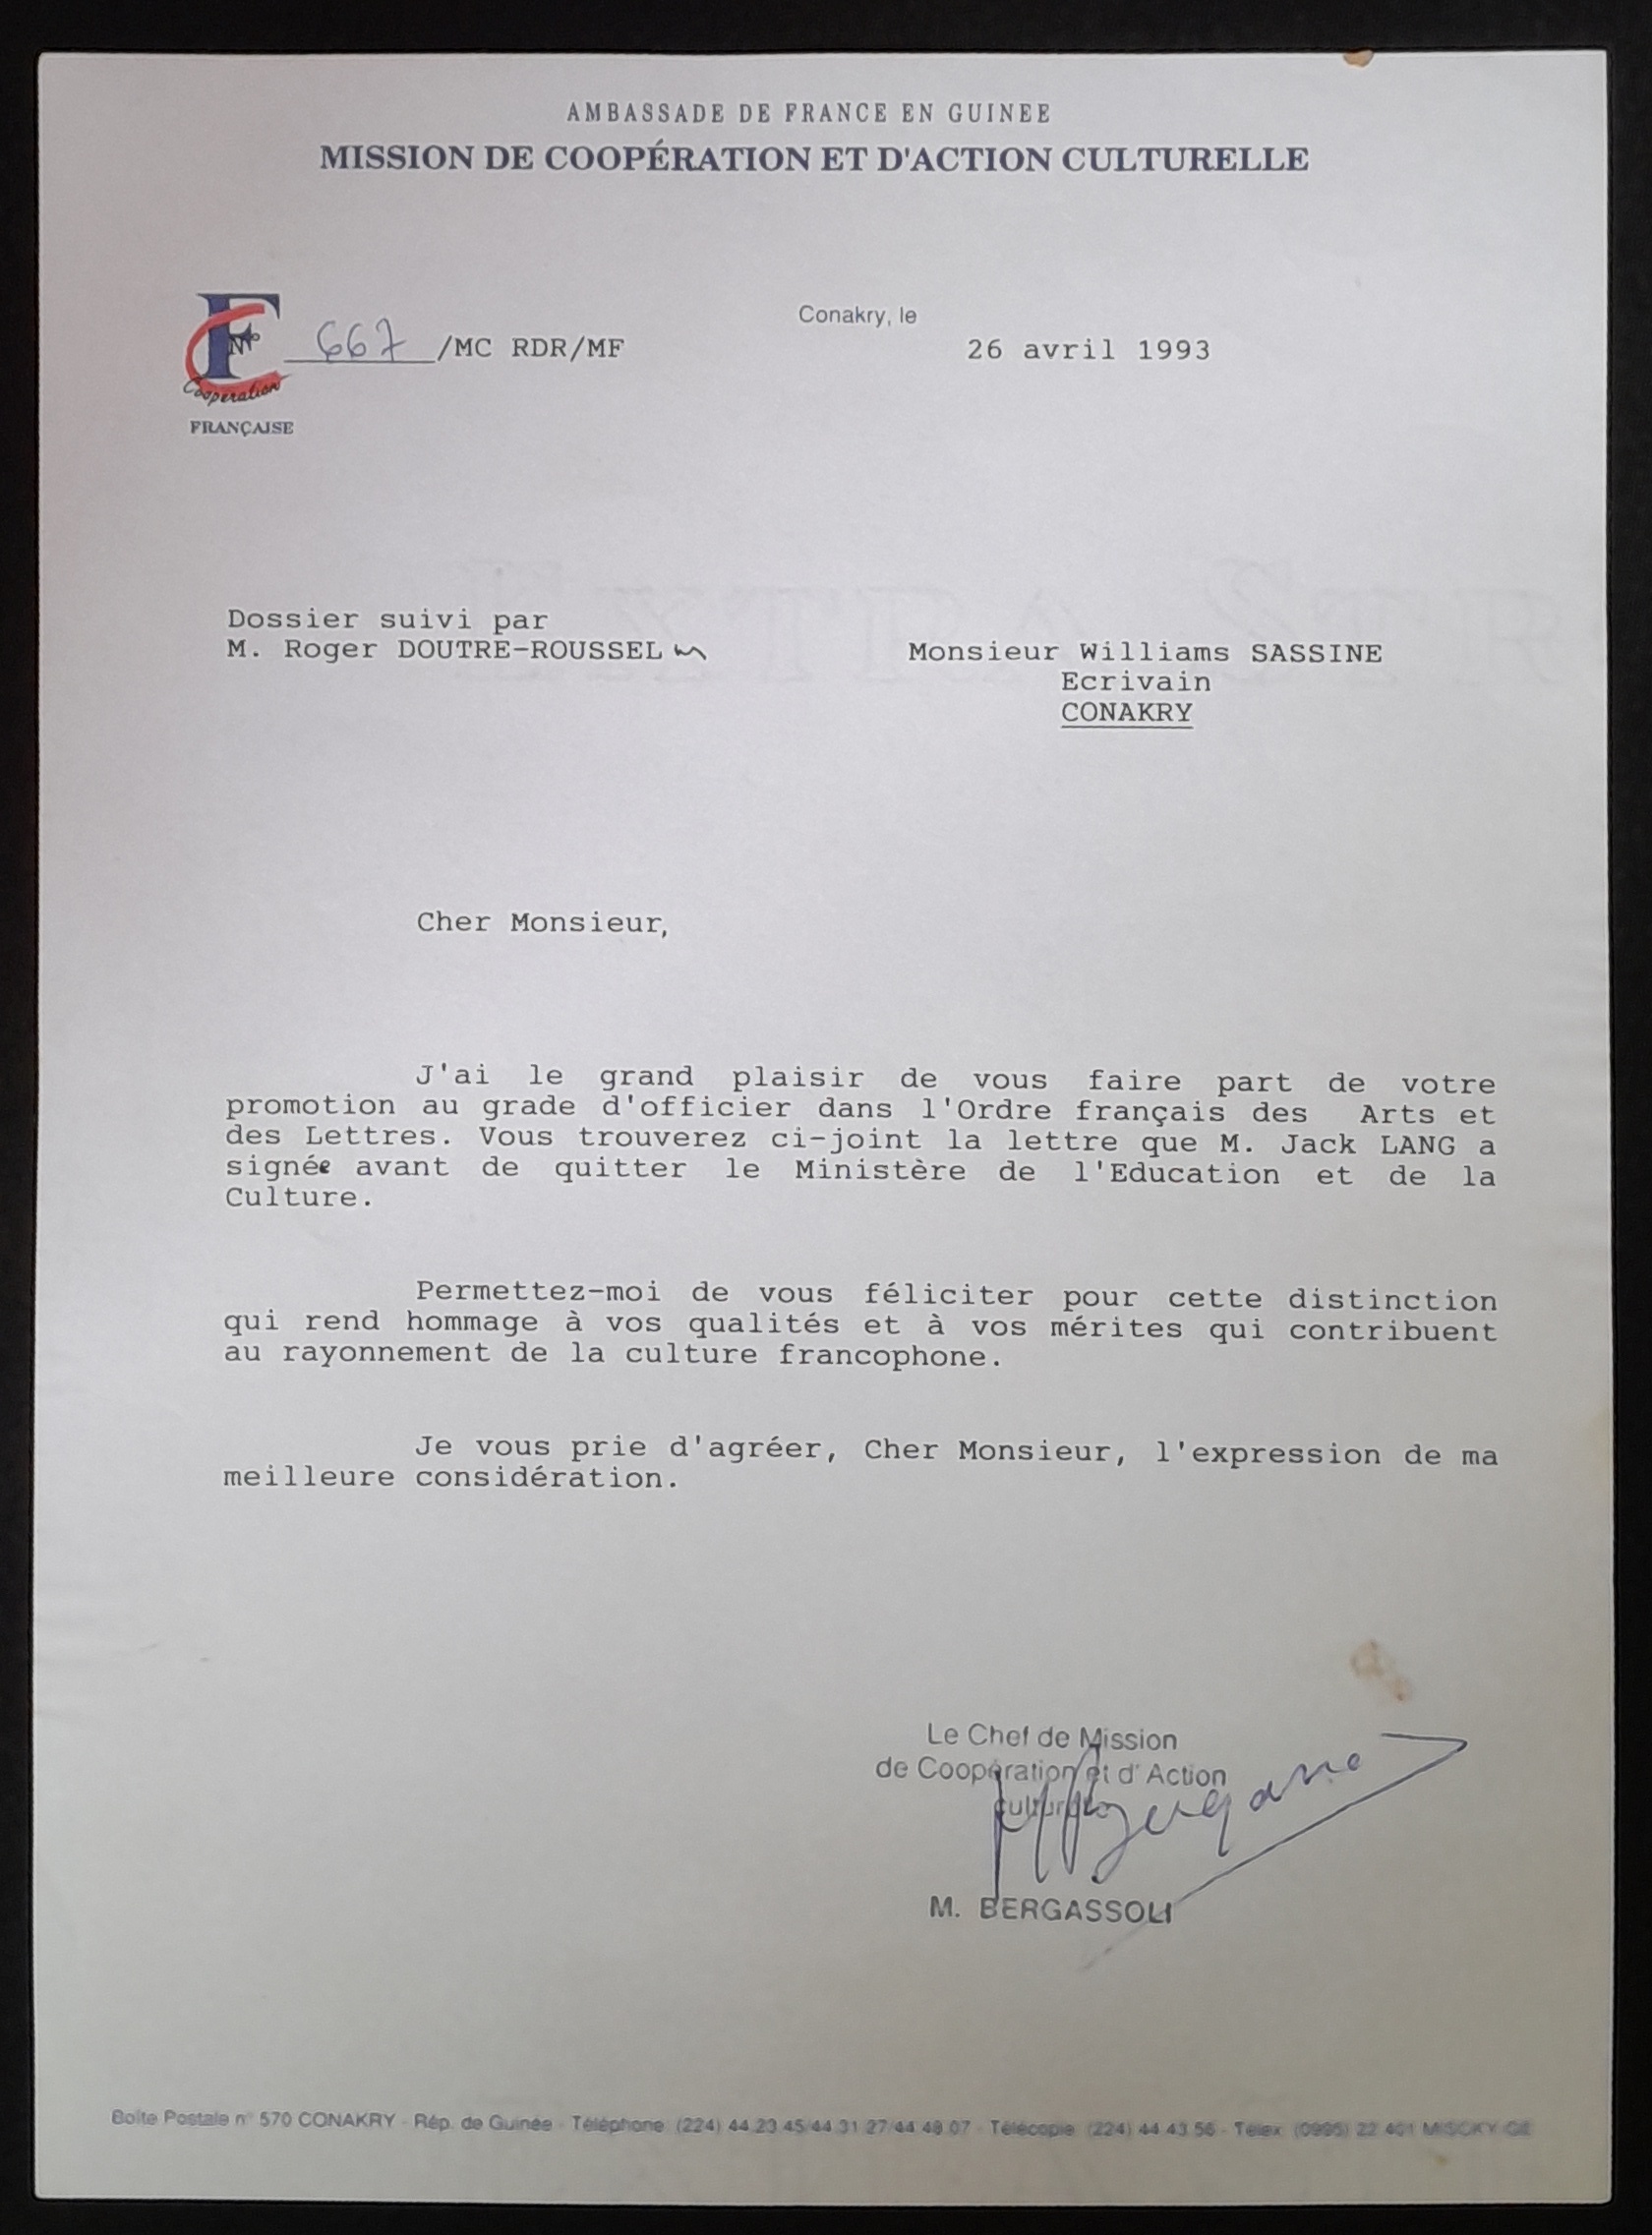 AMBASSADE DE FRANCE EN GUINEE
MISSION DE COOPÉRATION ET D'ACTION CULTURELLE
Conakry, le
N° 667 /MC RDR/MF
26 avril 1993
Coopération
FRANÇAISE
Dossier suivi par
M. Roger DOUTRE-ROUSSEL
Monsieur Williams SASSINE
Ecrivain
CONAKRY
Cher Monsieur,
J'ai le grand plaisir de vous faire part de votre
promotion au grade d'officier dans l'Ordre français des Arts et
des Lettres. Vous trouverez ci-joint la lettre que M. Jack LANG a
signée avant de quitter le Ministère de l'Education et de la
Culture.
Permettez-moi de vous féliciter pour cette distinction
qui rend hommage à vos qualités et à vos mérites qui contribuent
au rayonnement de la culture francophone.
Je vous prie d'agréer, Cher Monsieur, l'expression de ma
meilleure considération.
Le Chef de Mission
de Coopération et d'Action
culturelle
M. BERGASSOLI
Boîte Postale n° 570 CONAKRY - Rép. de Guinée - Téléphone (224) 44 23 45/44 31 27/44 48 07 - Télécopie (224) 44 43 56 - Télex (0995) 22 401 MISCKY GE